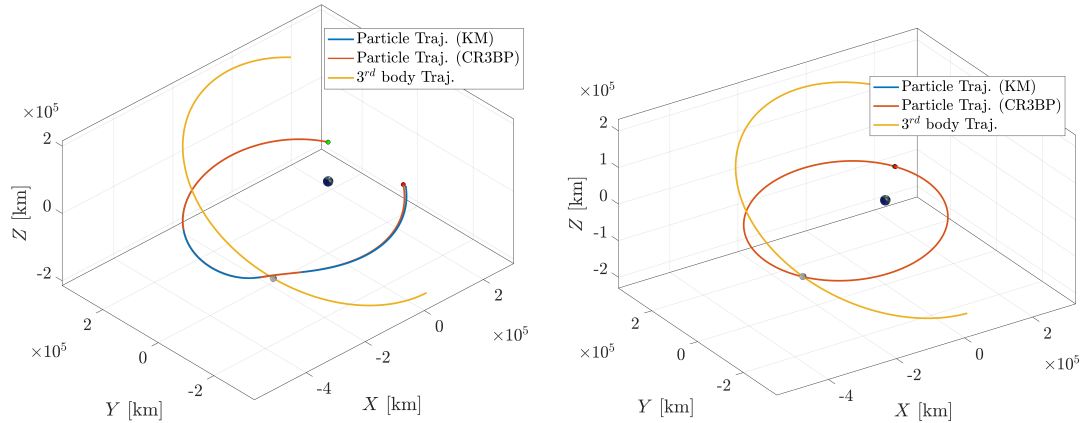 Particle Traj. (KM)
Particle Traj. (CR3BP)
3rd body Traj.
×10^5
2
0
-2
Z [km]
2
0
-2
×10^5
Y [km]
-4
-2
0
2
×10^5
X [km]
Particle Traj. (KM)
Particle Traj. (CR3BP)
3rd body Traj.
×10^5
2
1
0
-1
-2
Z [km]
2
0
-2
×10^5
Y [km]
-4
-2
0
2
×10^5
X [km]